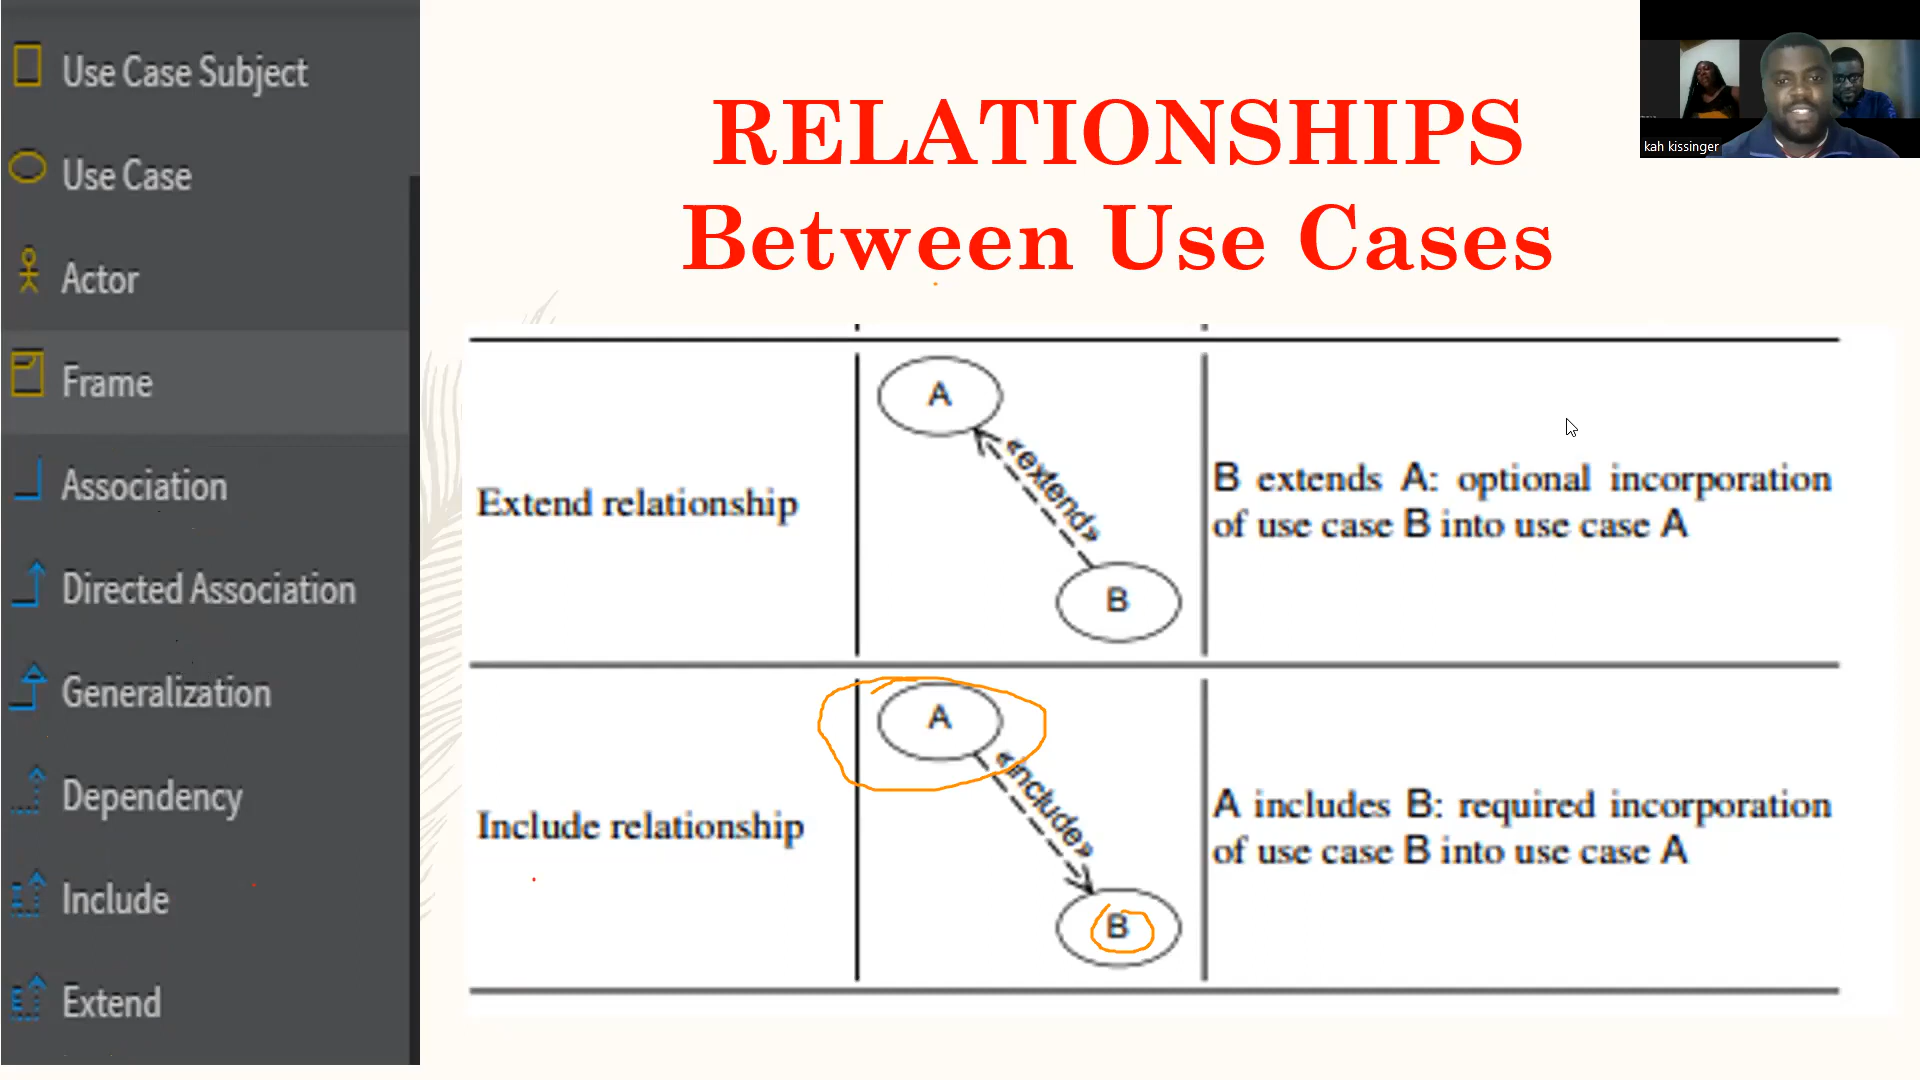 Use Case Subject
Use Case
Actor
Frame
Association
Directed Association
Generalization
Dependency
Include
Extend
RELATIONSHIPS
Between Use Cases
kah kissinger
Extend relationship
A
«extend»
B
B extends A: optional incorporation
of use case B into use case A
Include relationship
A
«include»
B
A includes B: required incorporation
of use case B into use case A